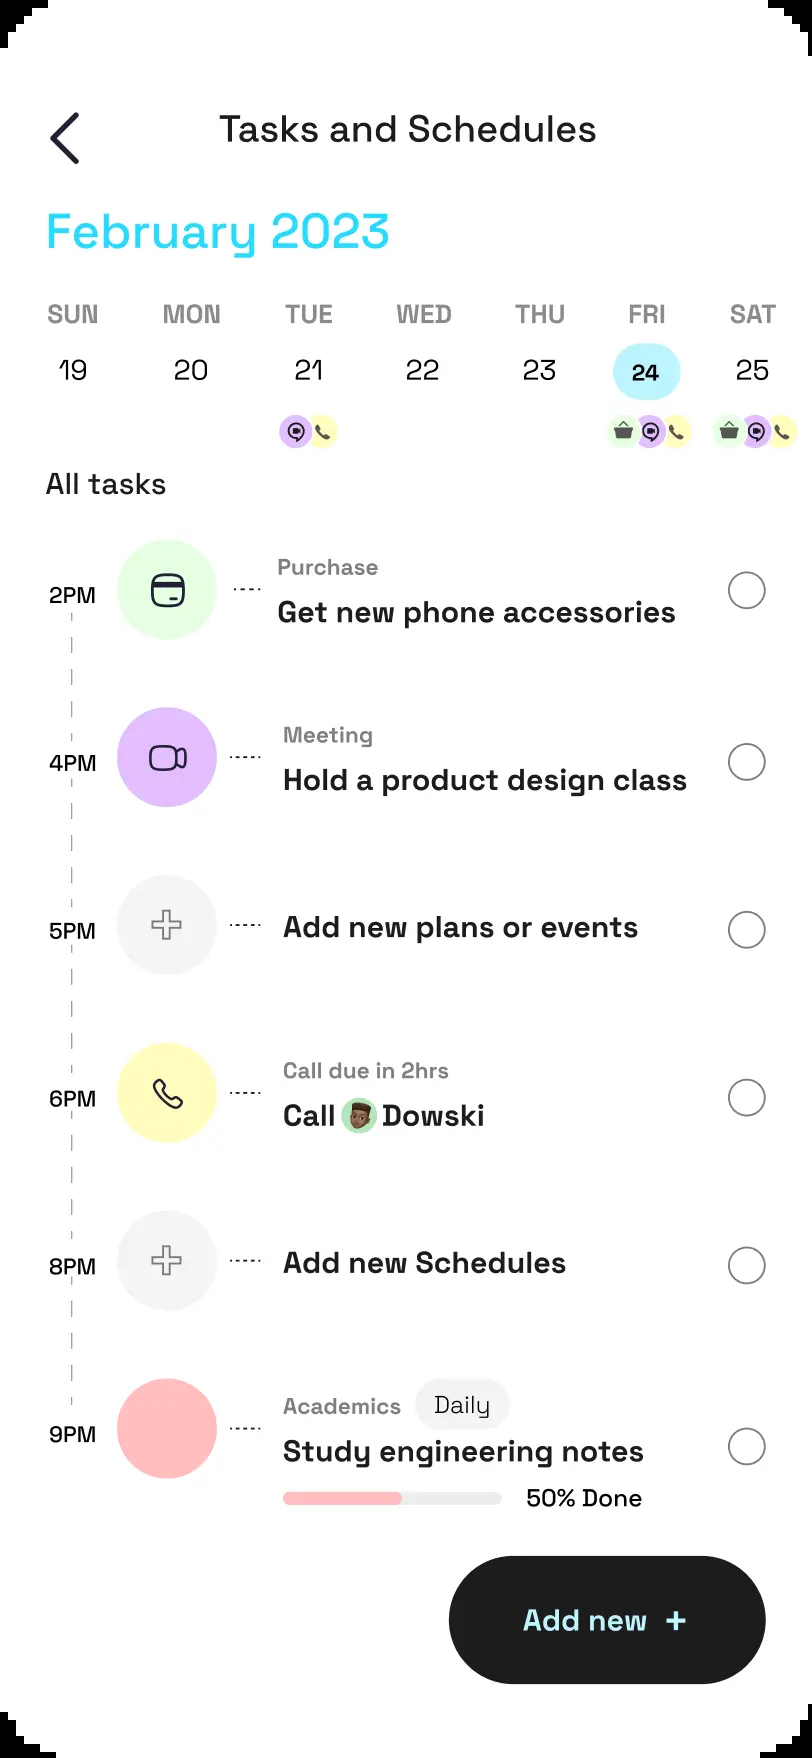 Tasks and Schedules
February 2023
SUN MON TUE WED THU FRI SAT
19 20 21 22 23 24 25
All tasks
2PM
Purchase
Get new phone accessories
4PM
Meeting
Hold a product design class
5PM
Add new plans or events
6PM
Call due in 2hrs
Call Dowski
8PM
Add new Schedules
9PM
Academics Daily
Study engineering notes
50% Done
Add new +